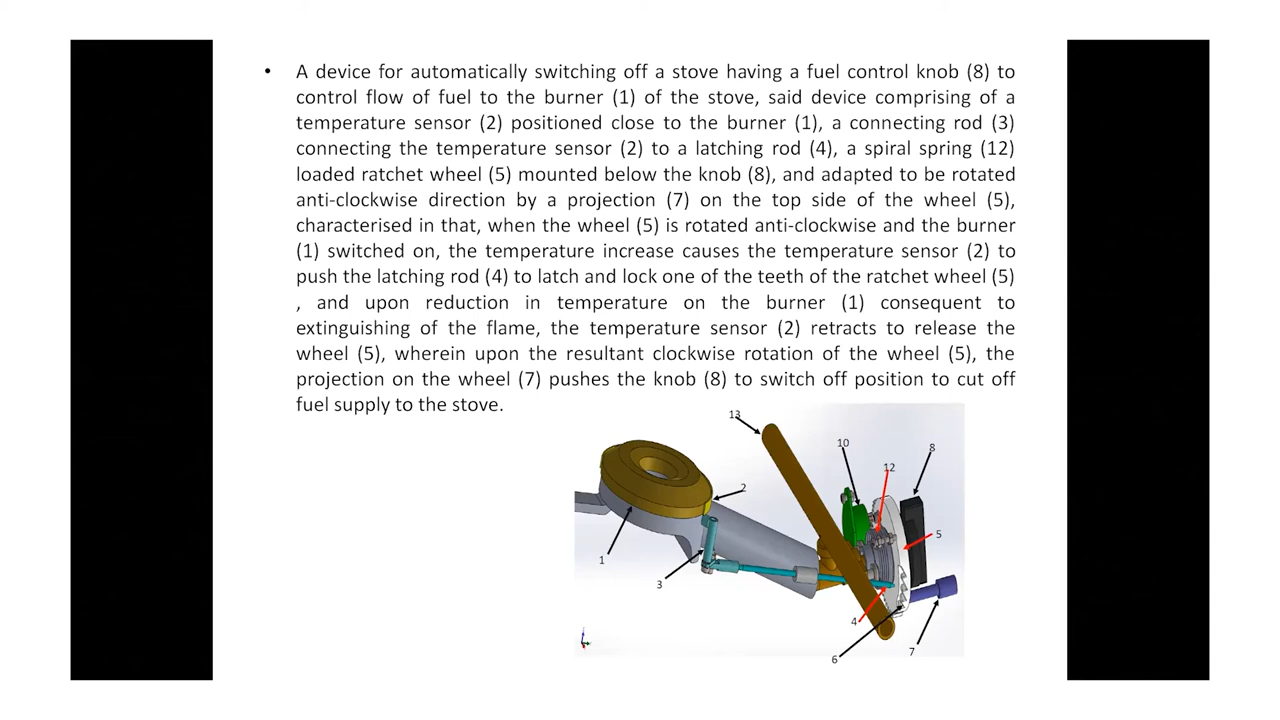 • A device for automatically switching off a stove having a fuel control knob (8) to
control flow of fuel to the burner (1) of the stove, said device comprising of a
temperature sensor (2) positioned close to the burner (1), a connecting rod (3)
connecting the temperature sensor (2) to a latching rod (4), a spiral spring (12)
loaded ratchet wheel (5) mounted below the knob (8), and adapted to be rotated
anti-clockwise direction by a projection (7) on the top side of the wheel (5),
characterised in that, when the wheel (5) is rotated anti-clockwise and the burner
(1) switched on, the temperature increase causes the temperature sensor (2) to
push the latching rod (4) to latch and lock one of the teeth of the ratchet wheel (5)
, and upon reduction in temperature on the burner (1) consequent to
extinguishing of the flame, the temperature sensor (2) retracts to release the
wheel (5), wherein upon the resultant clockwise rotation of the wheel (5), the
projection on the wheel (7) pushes the knob (8) to switch off position to cut off
fuel supply to the stove.
13
10
8
12
2
5
1
3
4
7
6